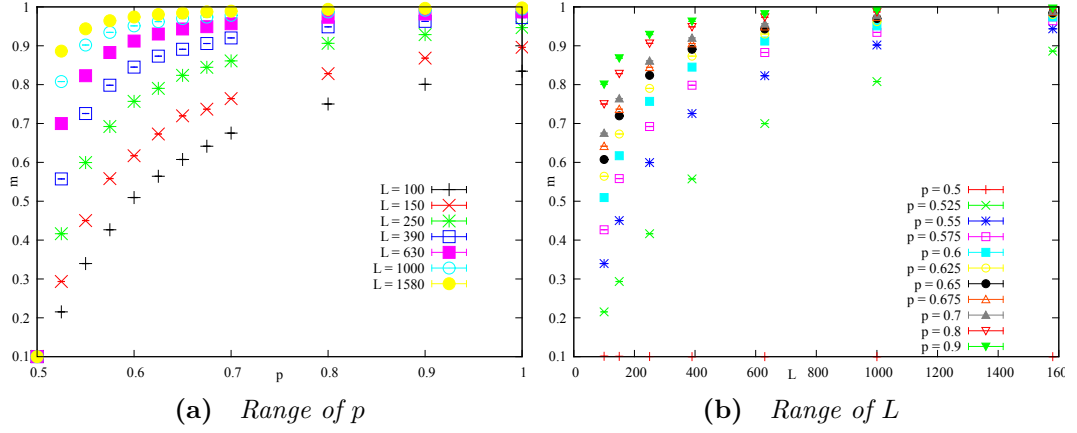 1
0.9
0.8
0.7
0.6
0.5
0.4
0.3
0.2
0.1
m
0.5
0.6
0.7
0.8
0.9
1
p
L = 100
L = 150
L = 250
L = 390
L = 630
L = 1000
L = 1580
(a) Range of p
1
0.9
0.8
0.7
0.6
0.5
0.4
0.3
0.2
0.1
m
0
200
400
600
800
1000
1200
1400
1600
L
p = 0.5
p = 0.525
p = 0.55
p = 0.575
p = 0.6
p = 0.625
p = 0.65
p = 0.675
p = 0.7
p = 0.8
p = 0.9
(b) Range of L